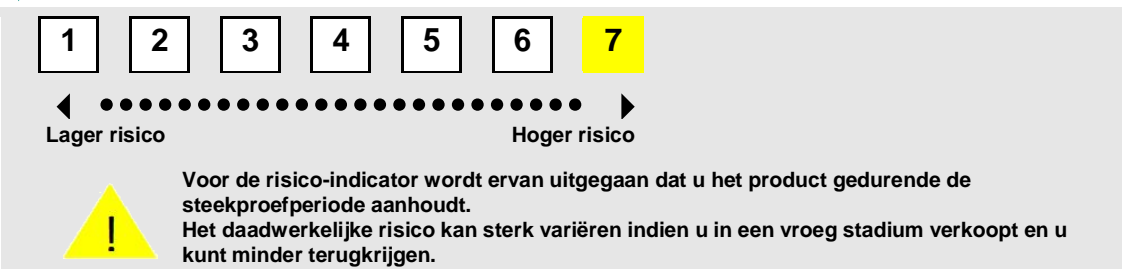 1 2 3 4 5 6 7
Lager risico Hoger risico
Voor de risico-indicator wordt ervan uitgegaan dat u het product gedurende de
steekproefperiode aanhoudt.
Het daadwerkelijke risico kan sterk variëren indien u in een vroeg stadium verkoopt en u
kunt minder terugkrijgen.
!